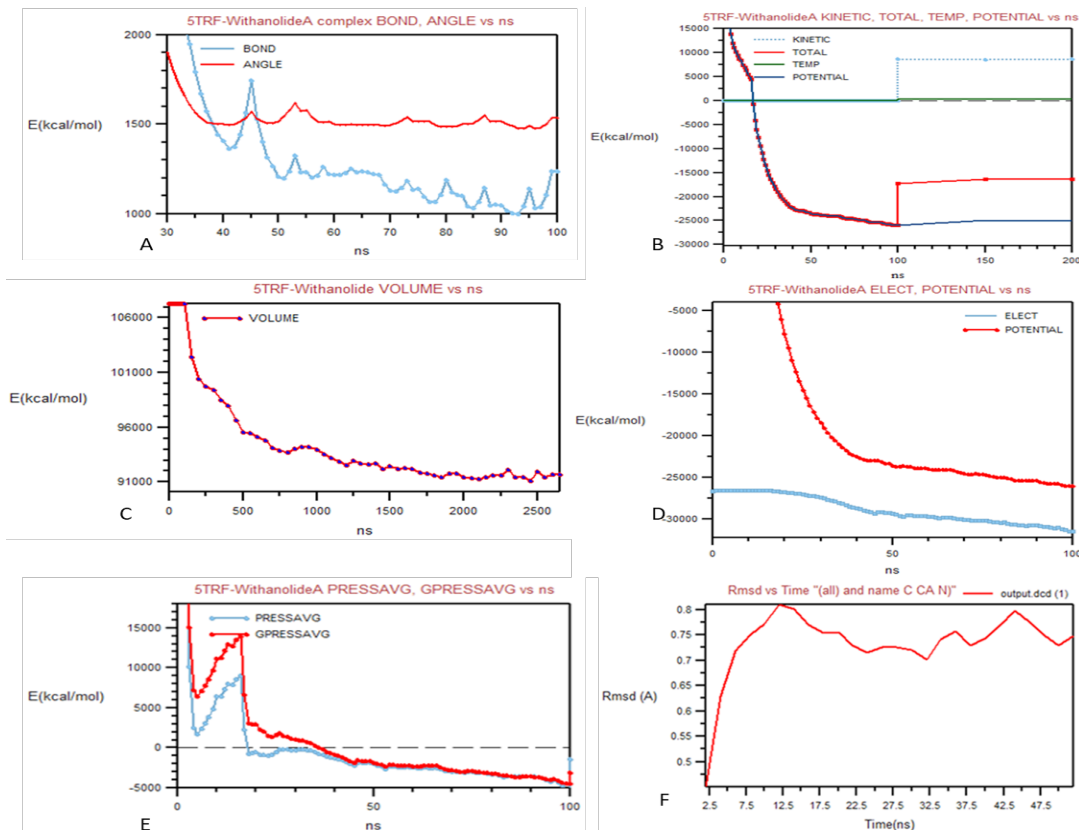 5TRF-WithanolideA complex BOND, ANGLE vs ns
2000
1500
1000
E(kcal/mol)
BOND
ANGLE
30 40 50 60 70 80 90 100
ns
A
5TRF-WithanolideA KINETIC, TOTAL, TEMP, POTENTIAL vs ns
15000
10000
5000
0
-5000
-10000
-15000
-20000
-25000
-30000
E(kcal/mol)
KINETIC
TOTAL
TEMP
POTENTIAL
0 50 100 150 200
ns
B
5TRF-Withanolide VOLUME vs ns
106000
101000
96000
91000
E(kcal/mol)
VOLUME
0 500 1000 1500 2000 2500
ns
C
5TRF-WithanolideA ELECT, POTENTIAL vs ns
-5000
-10000
-15000
-20000
-25000
-30000
E(kcal/mol)
ELECT
POTENTIAL
0 50 100
ns
D
5TRF-WithanolideA PRESSAVG, GPRESSAVG vs ns
15000
10000
5000
0
-5000
E(kcal/mol)
PRESSAVG
GPRESSAVG
0 50 100
ns
E
Rmsd vs Time "(all) and name C CA N)"
output.dcd (1)
0.8
0.75
0.7
0.65
0.6
0.55
0.5
Rmsd (A)
2.5 7.5 12.5 17.5 22.5 27.5 32.5 37.5 42.5 47.5
Time(ns)
F